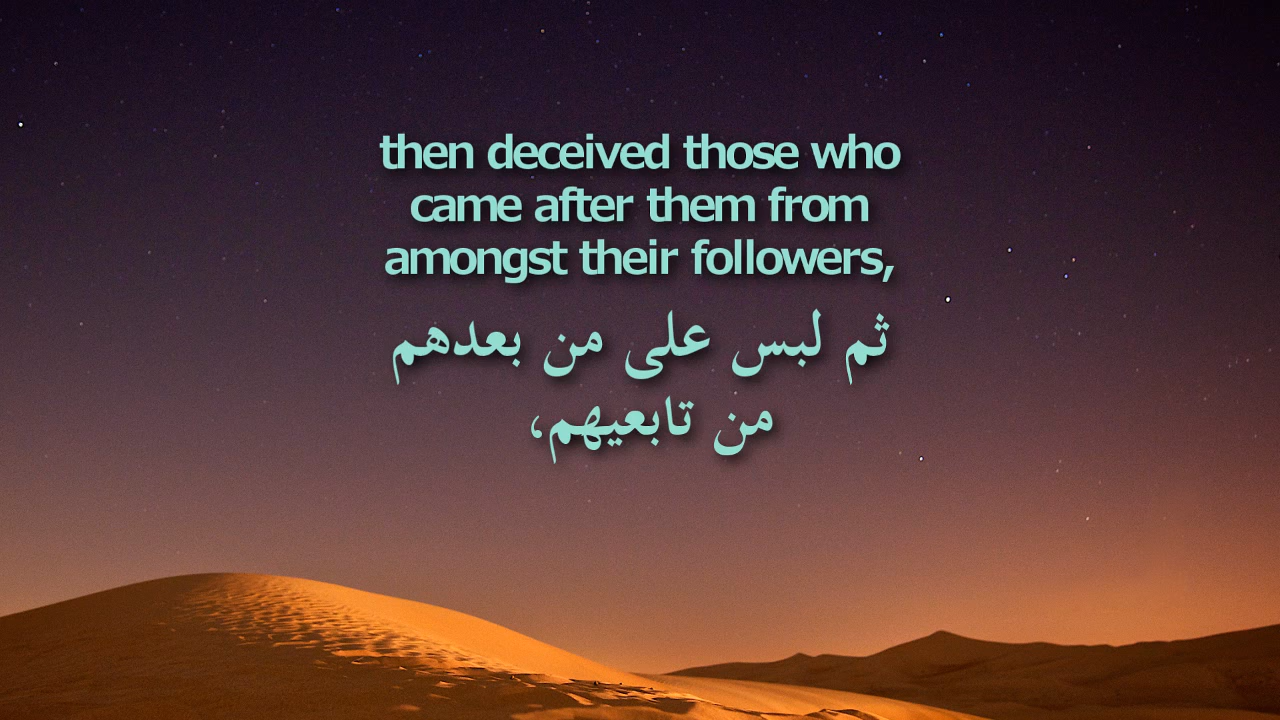 then deceived those who
came after them from
amongst their followers,
ثم لبس على من بعدهم
من تابعيهم،